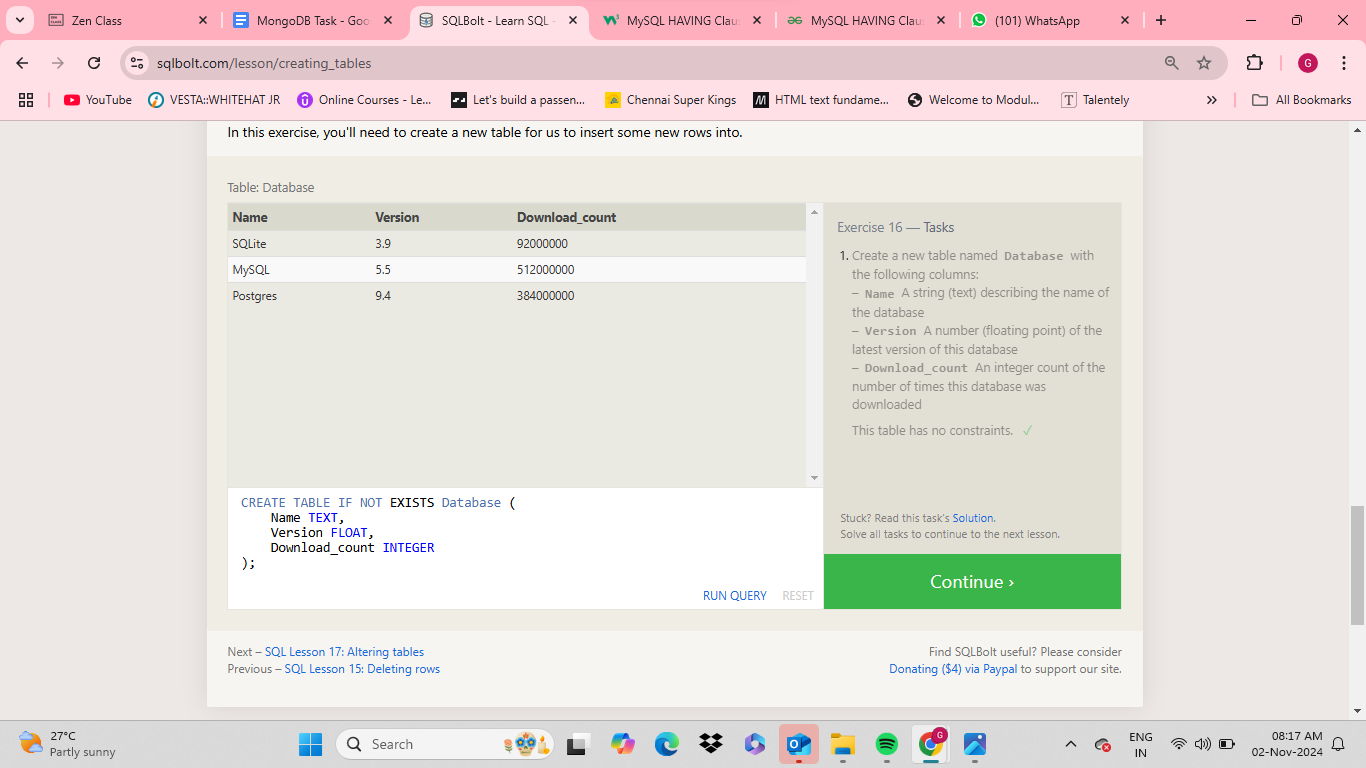 Zen Class
MongoDB Task - Goo
SQLBolt - Learn SQL -
MySQL HAVING Clau
MySQL HAVING Clau
(101) WhatsApp
sqlbolt.com/lesson/creating_tables
G
YouTube
VESTA::WHITEHAT JR
Online Courses - Le...
Let's build a passen...
Chennai Super Kings
HTML text fundame...
Welcome to Modul...
Talentely
All Bookmarks
In this exercise, you'll need to create a new table for us to insert some new rows into.
Table: Database
Name Version Download_count
SQLite 3.9 92000000
MySQL 5.5 512000000
Postgres 9.4 384000000
CREATE TABLE IF NOT EXISTS Database (
Name TEXT,
Version FLOAT,
Download_count INTEGER
);
RUN QUERY RESET
Exercise 16 — Tasks
1. Create a new table named Database with
the following columns:
– Name A string (text) describing the name of
the database
– Version A number (floating point) of the
latest version of this database
– Download_count An integer count of the
number of times this database was
downloaded
This table has no constraints. ✓
Stuck? Read this task's Solution.
Solve all tasks to continue to the next lesson.
Continue ›
Next – SQL Lesson 17: Altering tables
Previous – SQL Lesson 15: Deleting rows
Find SQLBolt useful? Please consider
Donating ($4) via Paypal to support our site.
27°C
Partly sunny
Search
G
ENG
IN
08:17 AM
02-Nov-2024